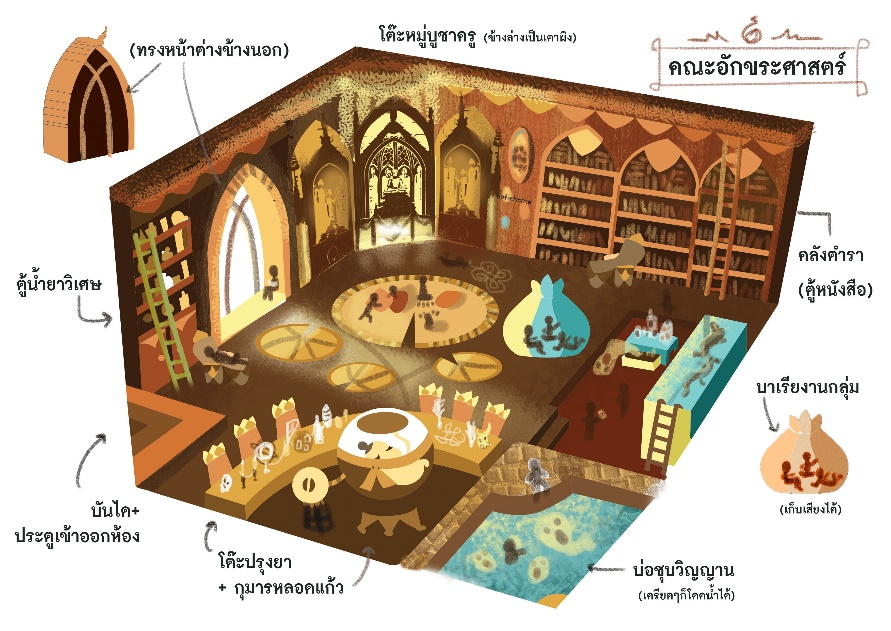 โต๊ะหมู่บูชาครู (ข้างล่างเป็นเตาผิง)
(ทรงหน้าต่างข้างนอก)
คณะอักขระศาสตร์
คลังตำรา
(ตู้หนังสือ)
ตู้น้ำยาวิเศษ
บาเรียงานกลุ่ม
(เก็บเสียงได้)
บันได+
ประตูเข้าออกห้อง
โต๊ะปรุงยา
+ กุมารหลอดแก้ว
บ่อชุบวิญญาน
(เครียดๆก็โดดน้ำได้)